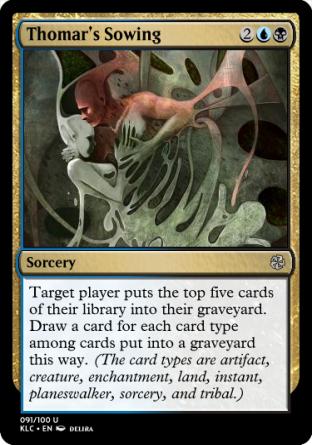 Thomar's Sowing 2
Sorcery
Target player puts the top five cards
of their library into their graveyard.
Draw a card for each card type
among cards put into a graveyard
this way. (The card types are artifact,
creature, enchantment, land, instant,
planeswalker, sorcery, and tribal.)
091/100 U
KLC • EN DELIRA